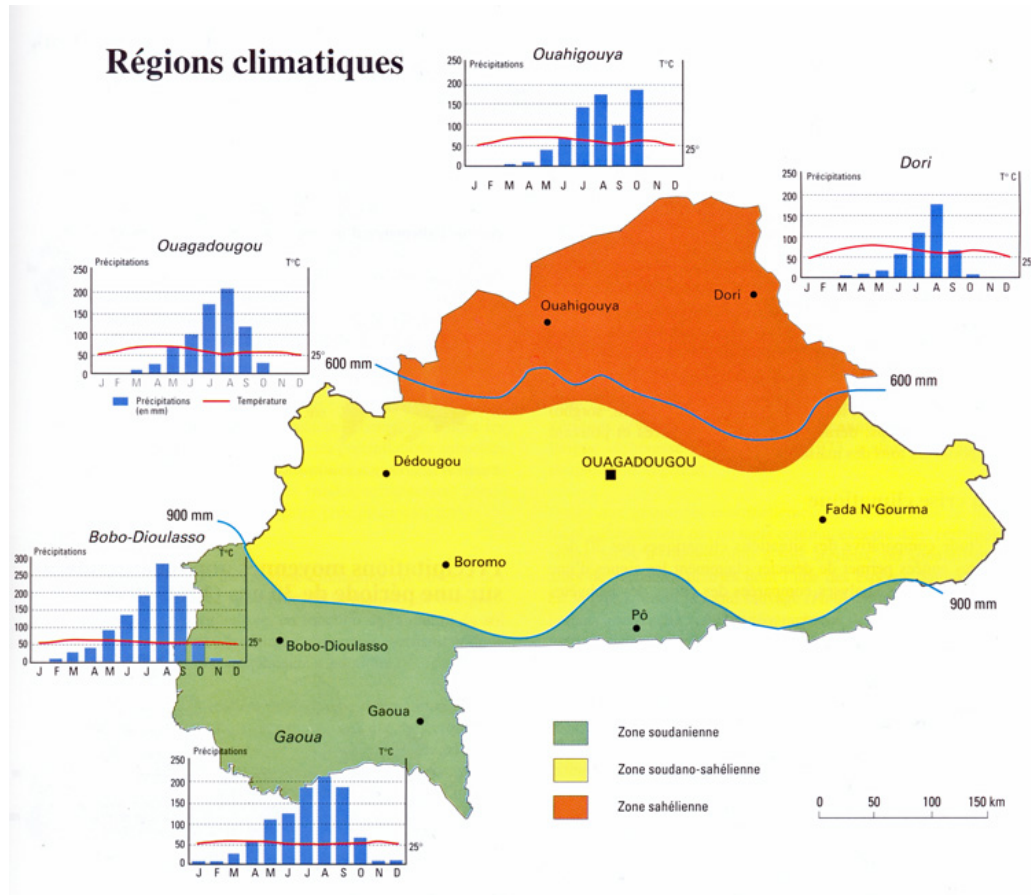 Régions climatiques
Ouahigouya
Précipitations T°C
250
200
150
100
50
0
25°
J F M A M J J A S O N D
Dori
Précipitations T° C
250
200
150
100
50
0
25
J F M A M J J A S O N D
Ouagadougou
Précipitations T°C
250
200
150
100
50
0
25°
J F M A M J J A S O N D
Précipitations
(en mm)
Température
600 mm
600 mm
Ouahigouya
Dori
Dédougou
OUAGADOUGOU
Fada N'Gourma
Boromo
Pô
Bobo-Dioulasso
Gaoua
900 mm
900 mm
Bobo-Dioulasso
Précipitations T°C
300
250
200
150
100
50
0
25°
J F M A M J J A S O N D
Gaoua
Précipitations T°C
250
200
150
100
50
0
25°
J F M A M J J A S O N D
Zone soudanienne
Zone soudano-sahélienne
Zone sahélienne
0 50 100 150 km